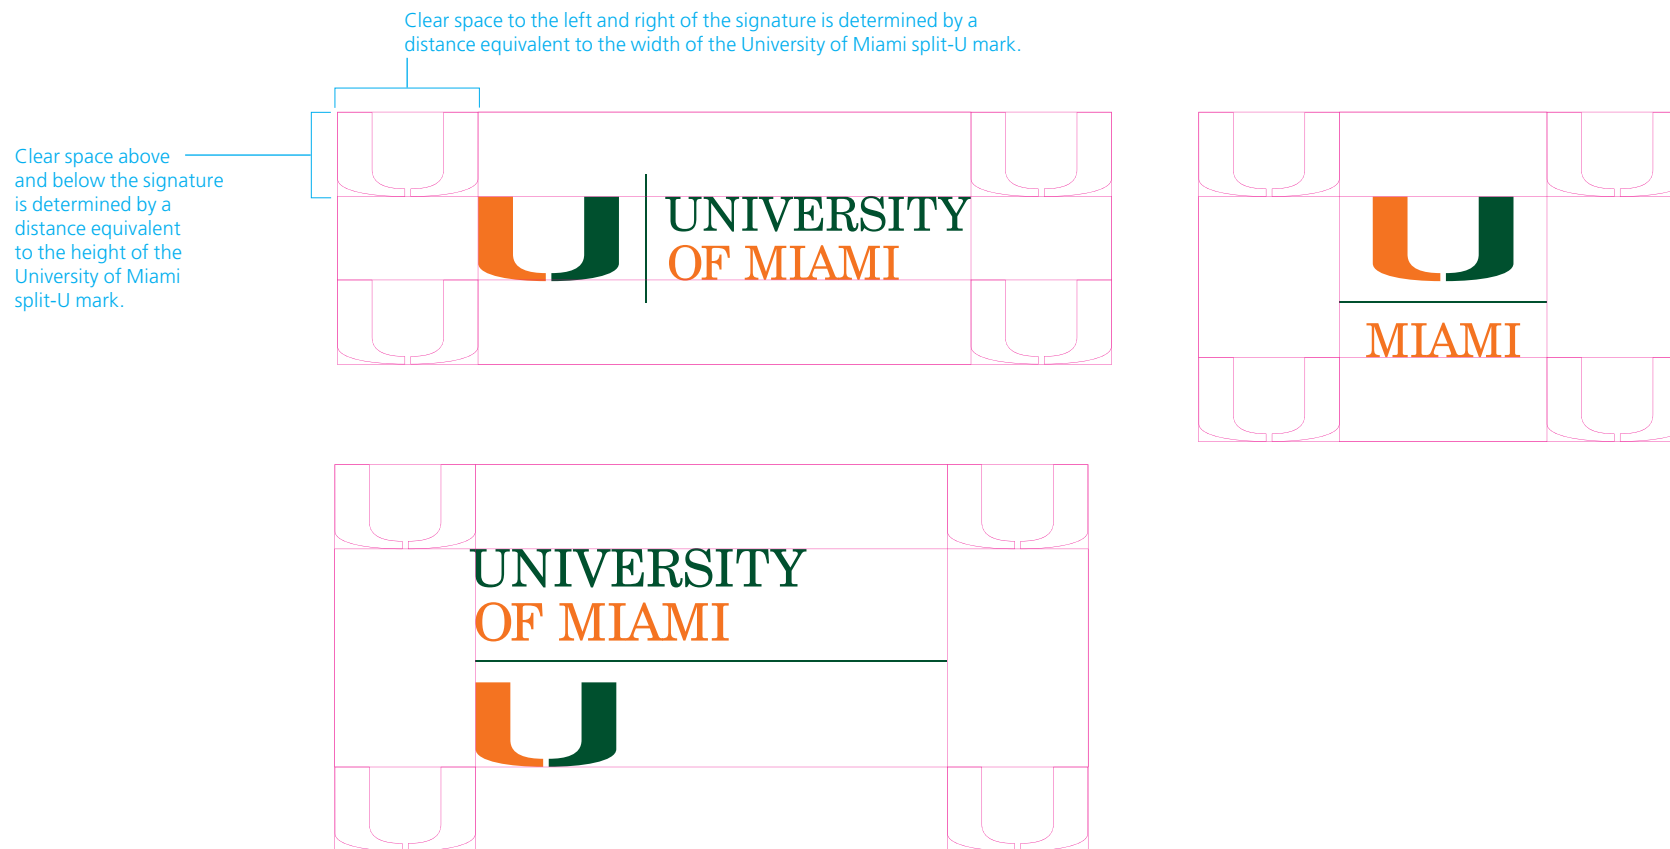 Clear space to the left and right of the signature is determined by a
distance equivalent to the width of the University of Miami split-U mark.
Clear space above
and below the signature
is determined by a
distance equivalent
to the height of the
University of Miami
split-U mark.
U
UNIVERSITY
OF MIAMI
U
MIAMI
UNIVERSITY
OF MIAMI
U